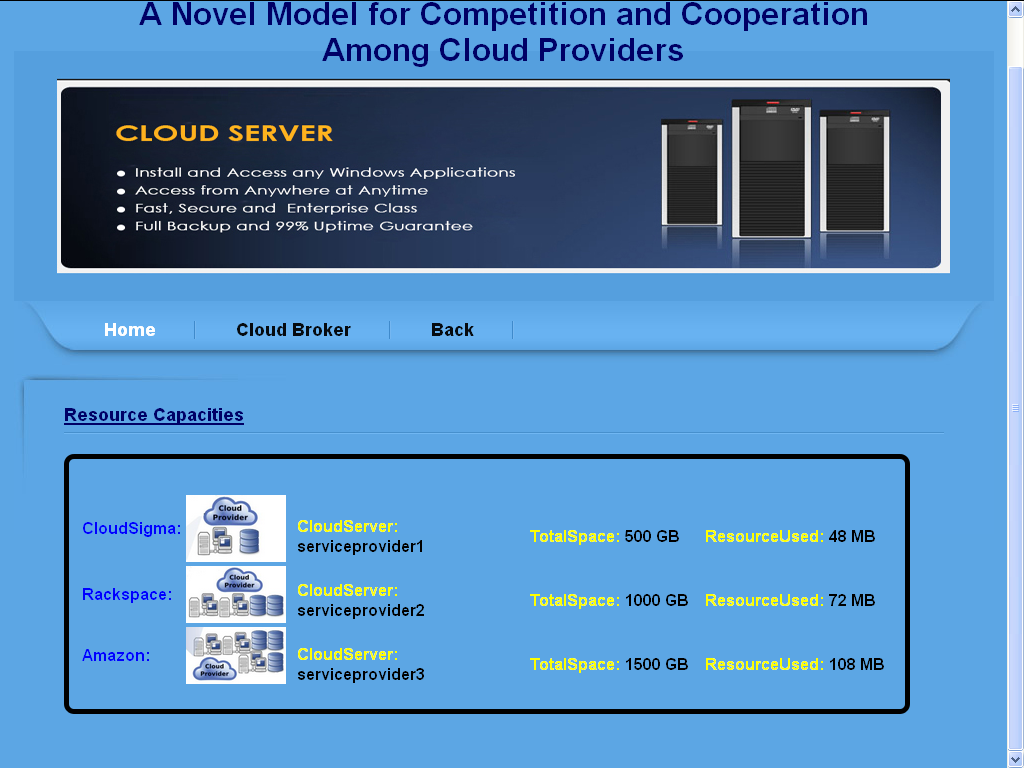 A Novel Model for Competition and Cooperation
Among Cloud Providers
CLOUD SERVER
Install and Access any Windows Applications
Access from Anywhere at Anytime
Fast, Secure and Enterprise Class
Full Backup and 99% Uptime Guarantee
Home Cloud Broker Back
Resource Capacities
CloudSigma:
Cloud
Provider
CloudServer:
serviceprovider1
TotalSpace: 500 GB ResourceUsed: 48 MB
Rackspace:
Cloud
Provider
CloudServer:
serviceprovider2
TotalSpace: 1000 GB ResourceUsed: 72 MB
Amazon:
Cloud
Provider
CloudServer:
serviceprovider3
TotalSpace: 1500 GB ResourceUsed: 108 MB